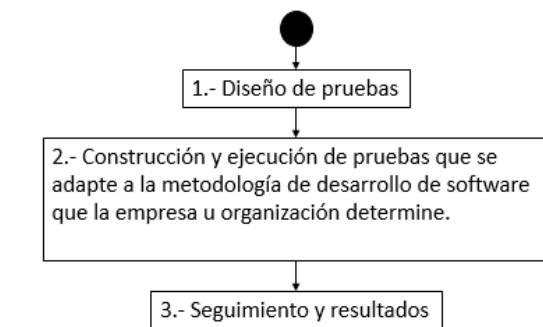 1.- Diseño de pruebas
2.- Construcción y ejecución de pruebas que se
adapte a la metodología de desarrollo de software
que la empresa u organización determine.
3.- Seguimiento y resultados